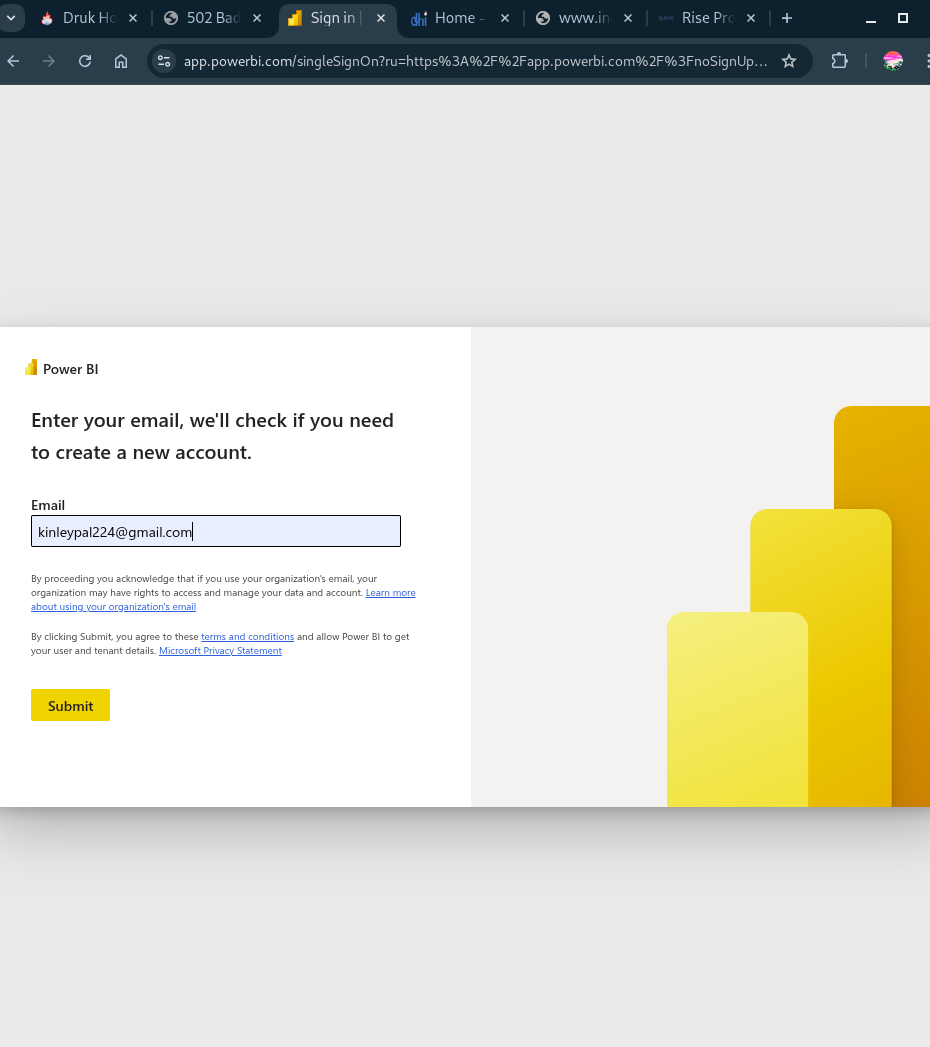 Druk Ho
502 Bad
Sign in |
dhi Home -
www.in
Rise Pro
app.powerbi.com/singleSignOn?ru=https%3A%2F%2Fapp.powerbi.com%2F%3FnoSignUp...
Power BI
Enter your email, we'll check if you need
to create a new account.
Email
kinleypal224@gmail.com
By proceeding you acknowledge that if you use your organization's email, your
organization may have rights to access and manage your data and account. Learn more
about using your organization's email
By clicking Submit, you agree to these terms and conditions and allow Power BI to get
your user and tenant details. Microsoft Privacy Statement
Submit